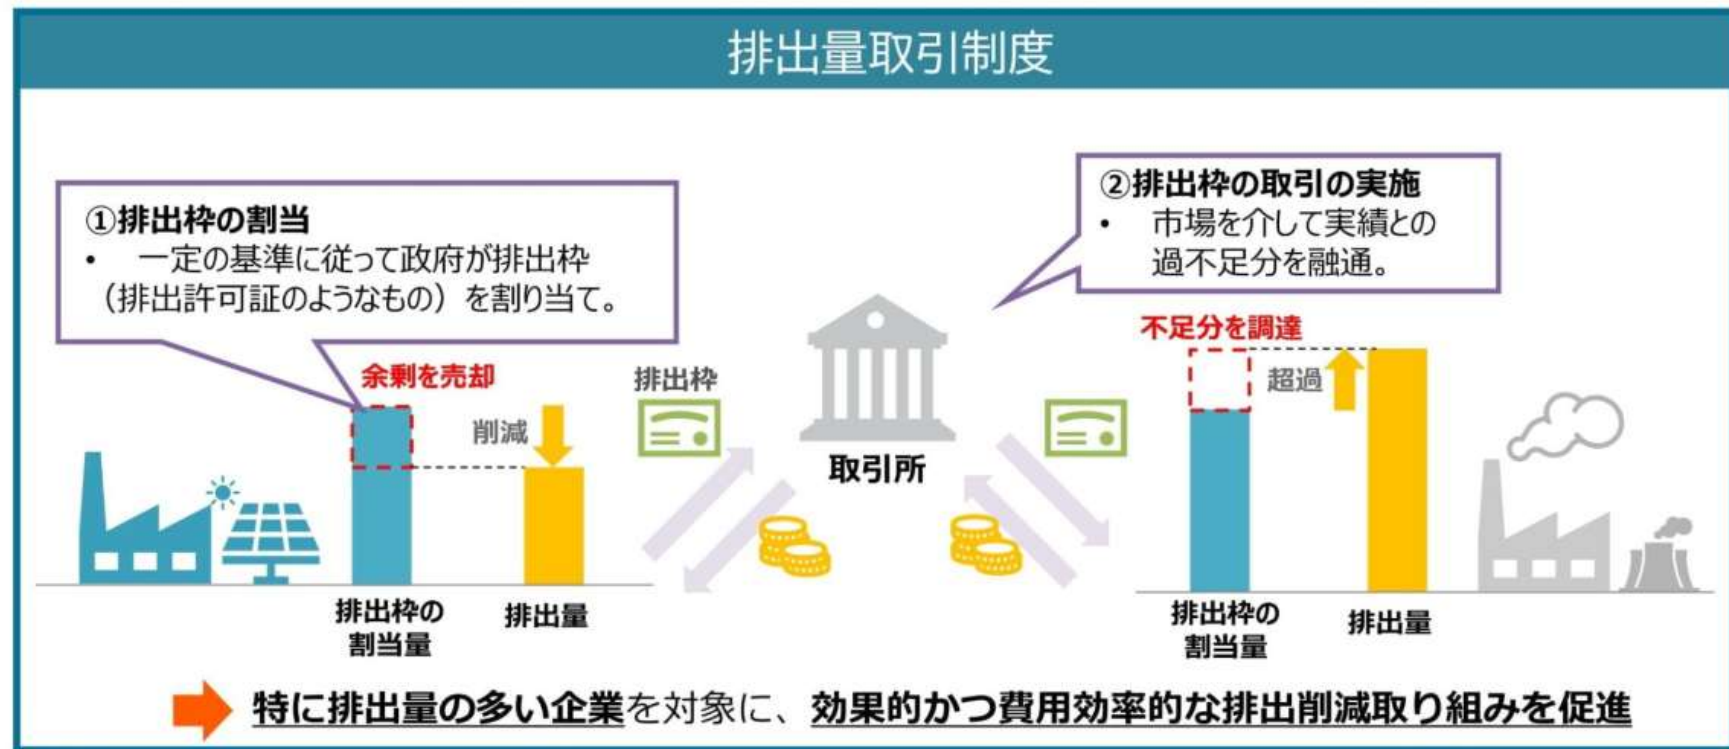 排出量取引制度
①排出枠の割当
• 一定の基準に従って政府が排出枠
（排出許可証のようなもの）を割り当て。
②排出枠の取引の実施
• 市場を介して実績との
過不足分を融通。
余剰を売却
削減
排出枠
取引所
不足分を調達
超過
排出枠の
割当量
排出量
排出枠の
割当量
排出量
特に排出量の多い企業を対象に、効果的かつ費用効率的な排出削減取り組みを促進